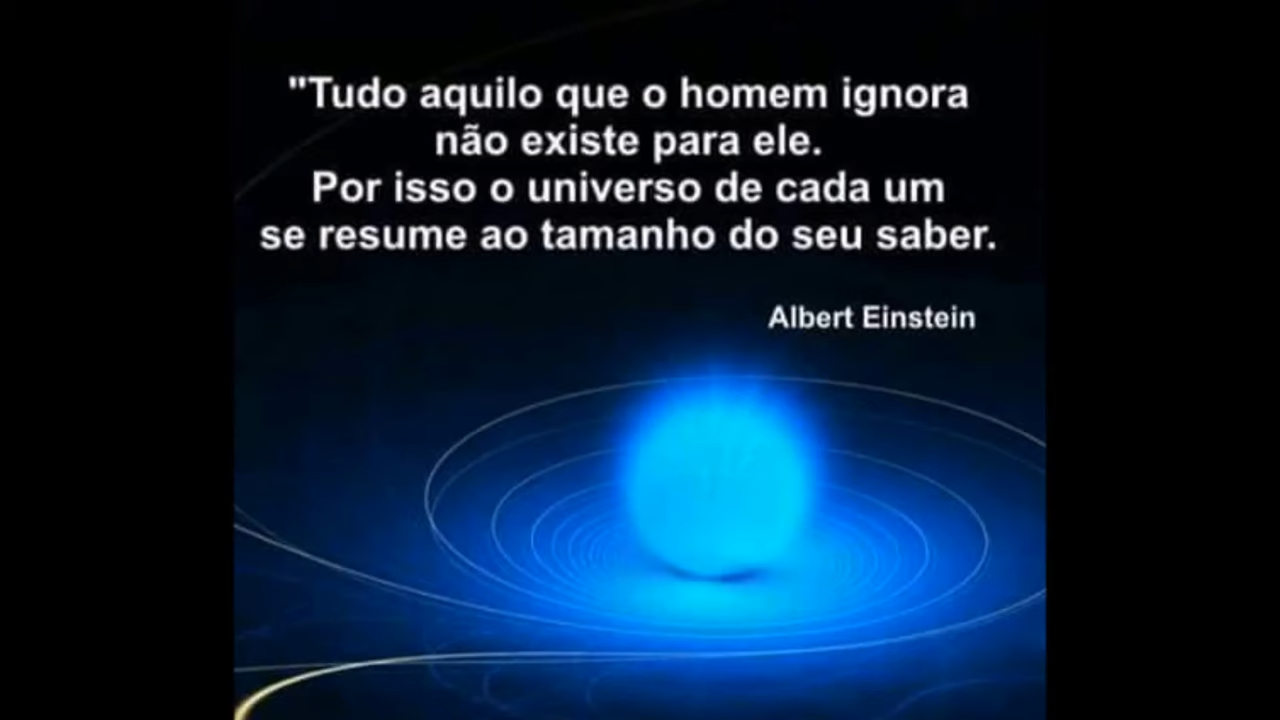 "Tudo aquilo que o homem ignora
não existe para ele.
Por isso o universo de cada um
se resume ao tamanho do seu saber.
Albert Einstein